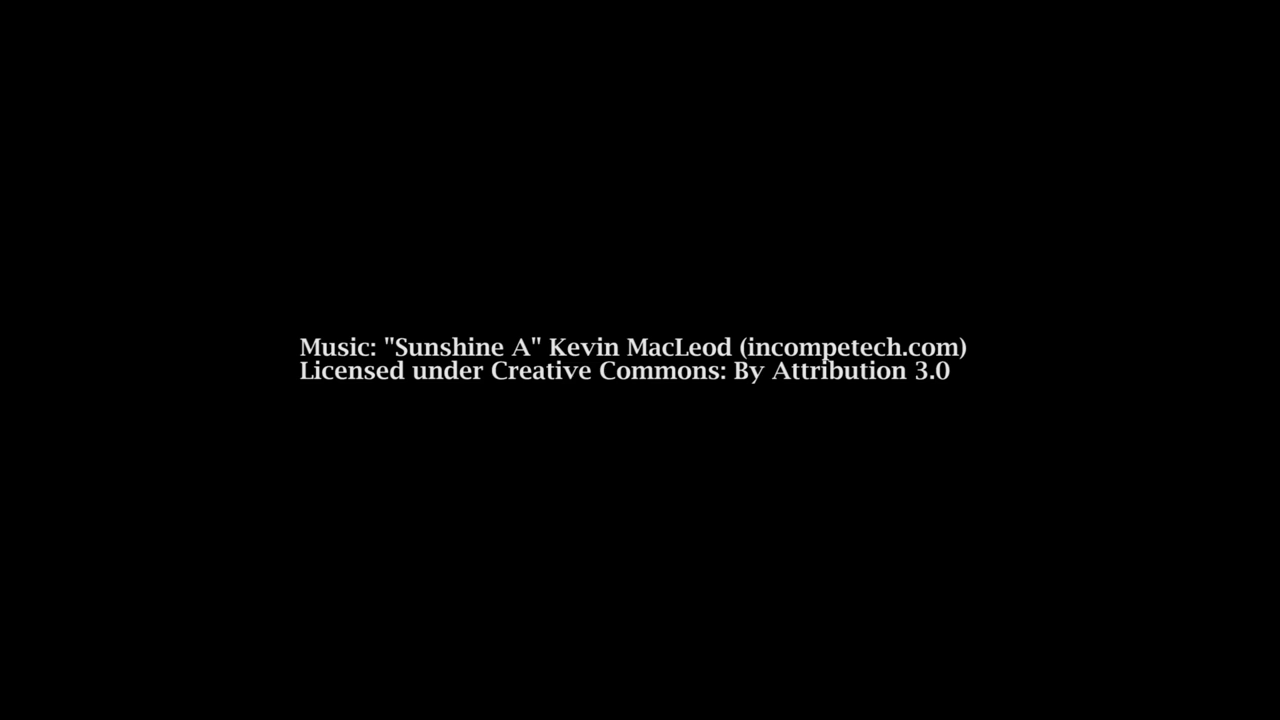 Music: "Sunshine A" Kevin MacLeod (incompetech.com)
Licensed under Creative Commons: By Attribution 3.0